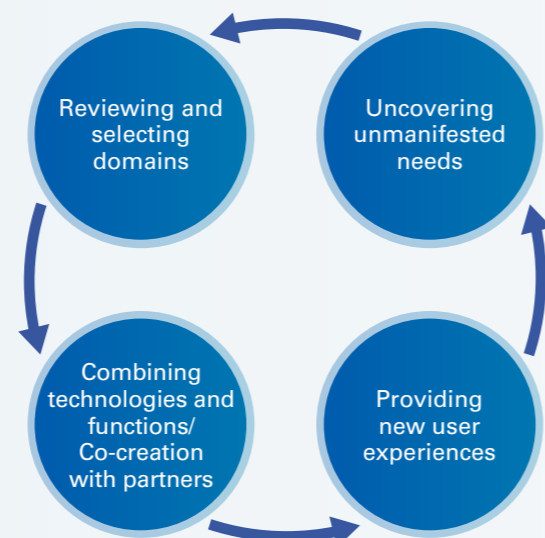 Reviewing and
selecting
domains
Uncovering
unmanifested
needs
Combining
technologies and
functions/
Co-creation
with partners
Providing
new user
experiences